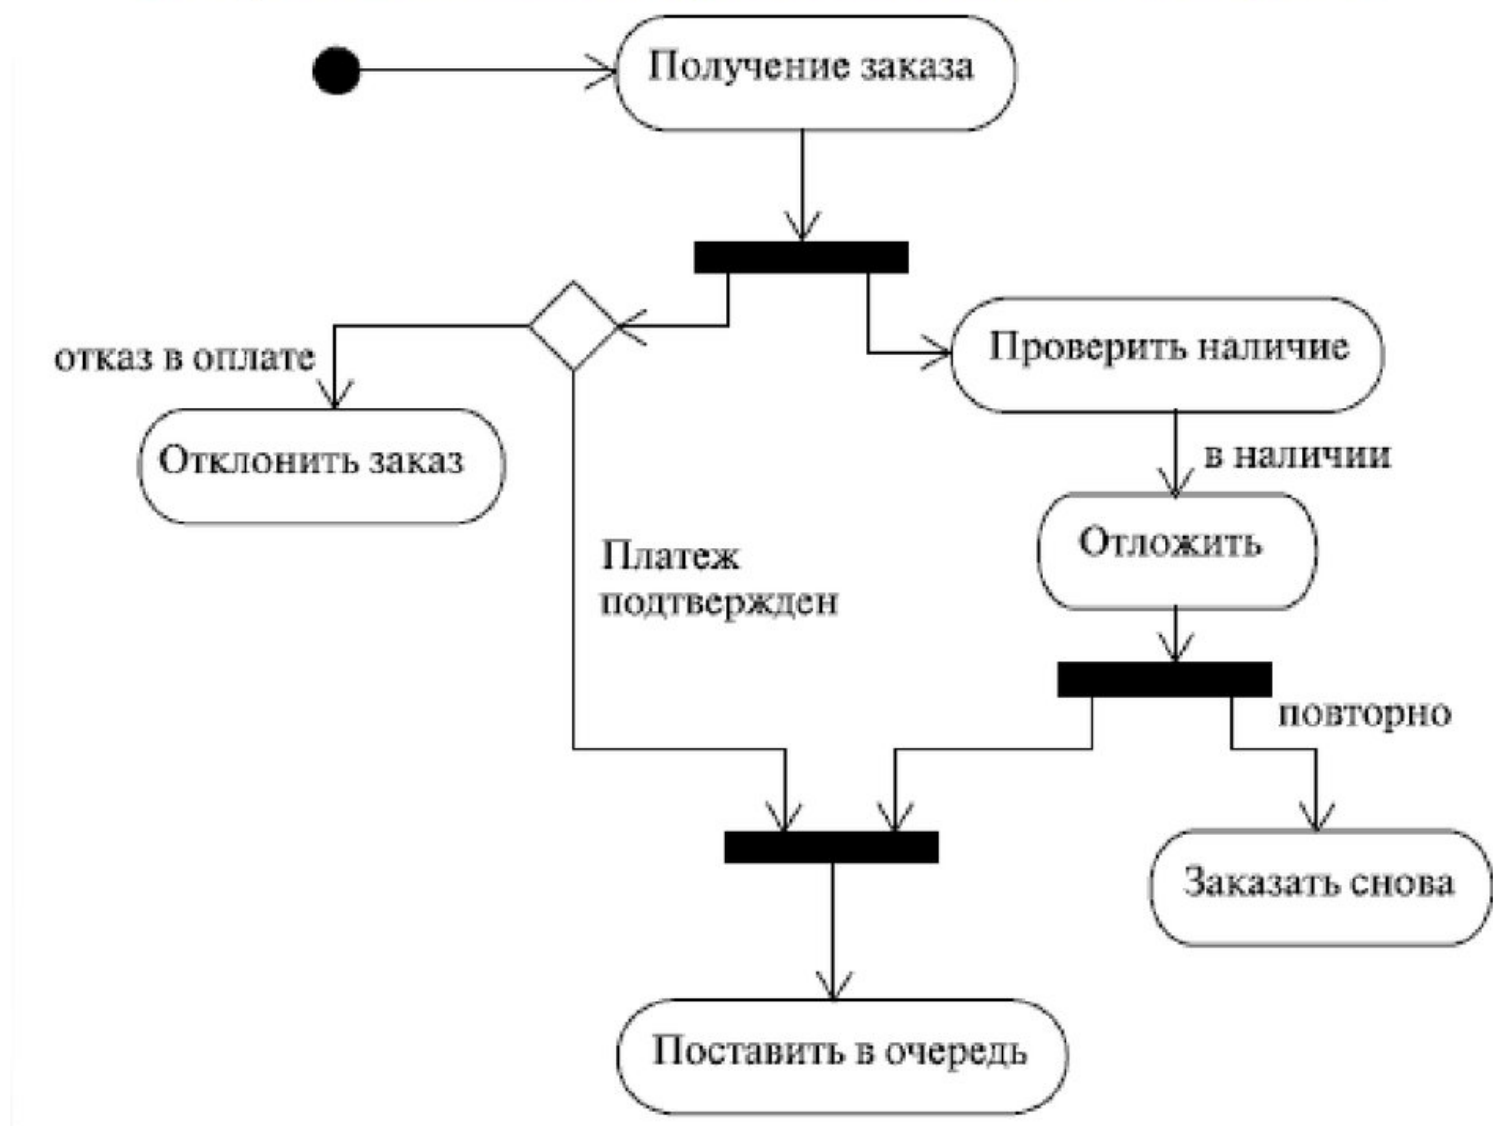 Получение заказа
отказ в оплате
Проверить наличие
Отклонить заказ
в наличии
Отложить
Платеж
подтвержден
повторно
Заказать снова
Поставить в очередь